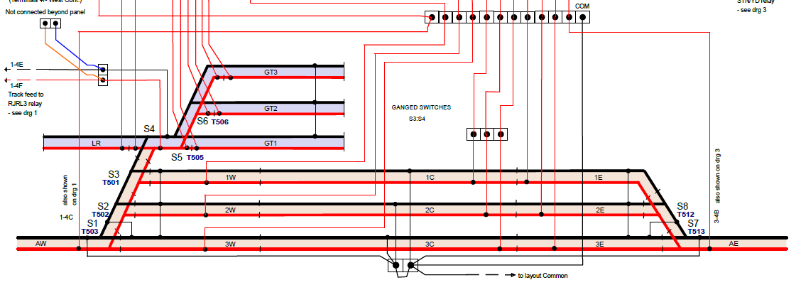 (Terminals 4- West Cont.)
Not connected beyond panel
COM
STNYD relay
- see drg 3
1-4E
1-4F
Track feed to
RJRL3 relay
- see drg 1
GT3
GT2
GT1
S6 T506
S5 T505
S4
LR
GANGED SWITCHES
S3:S4
S3
T501
also shown
on drg 1
1-4C
S2
T502
S1
T503
1W
1C
1E
2W
2C
2E
3W
3C
3E
AW
AE
S8
T512
S7
T513
also shown
on drg 3
3-4B
to layout Common